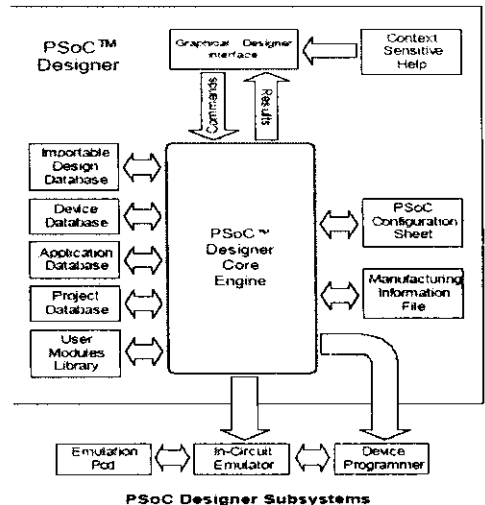 PSoC™
Designer
Graphical Designer
Interface
Context
Sensitive
Help
Commands
Results
Importable
Design
Database
Device
Database
Application
Database
Project
Database
User
Modules
Library
PSoC™
Designer
Core
Engine
PSoC
Configuration
Sheet
Manufacturing
Information
File
Emulation
Pod
In-Circuit
Emulator
Device
Programmer
PSoC Designer Subsystems